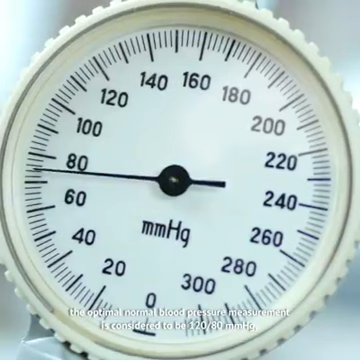 140 160
120 180
100 200
80 220
60 240
mmHg
40 260
20 280
0 300
the optimal normal blood pressure measurement
is considered to be 120/80 mmHg